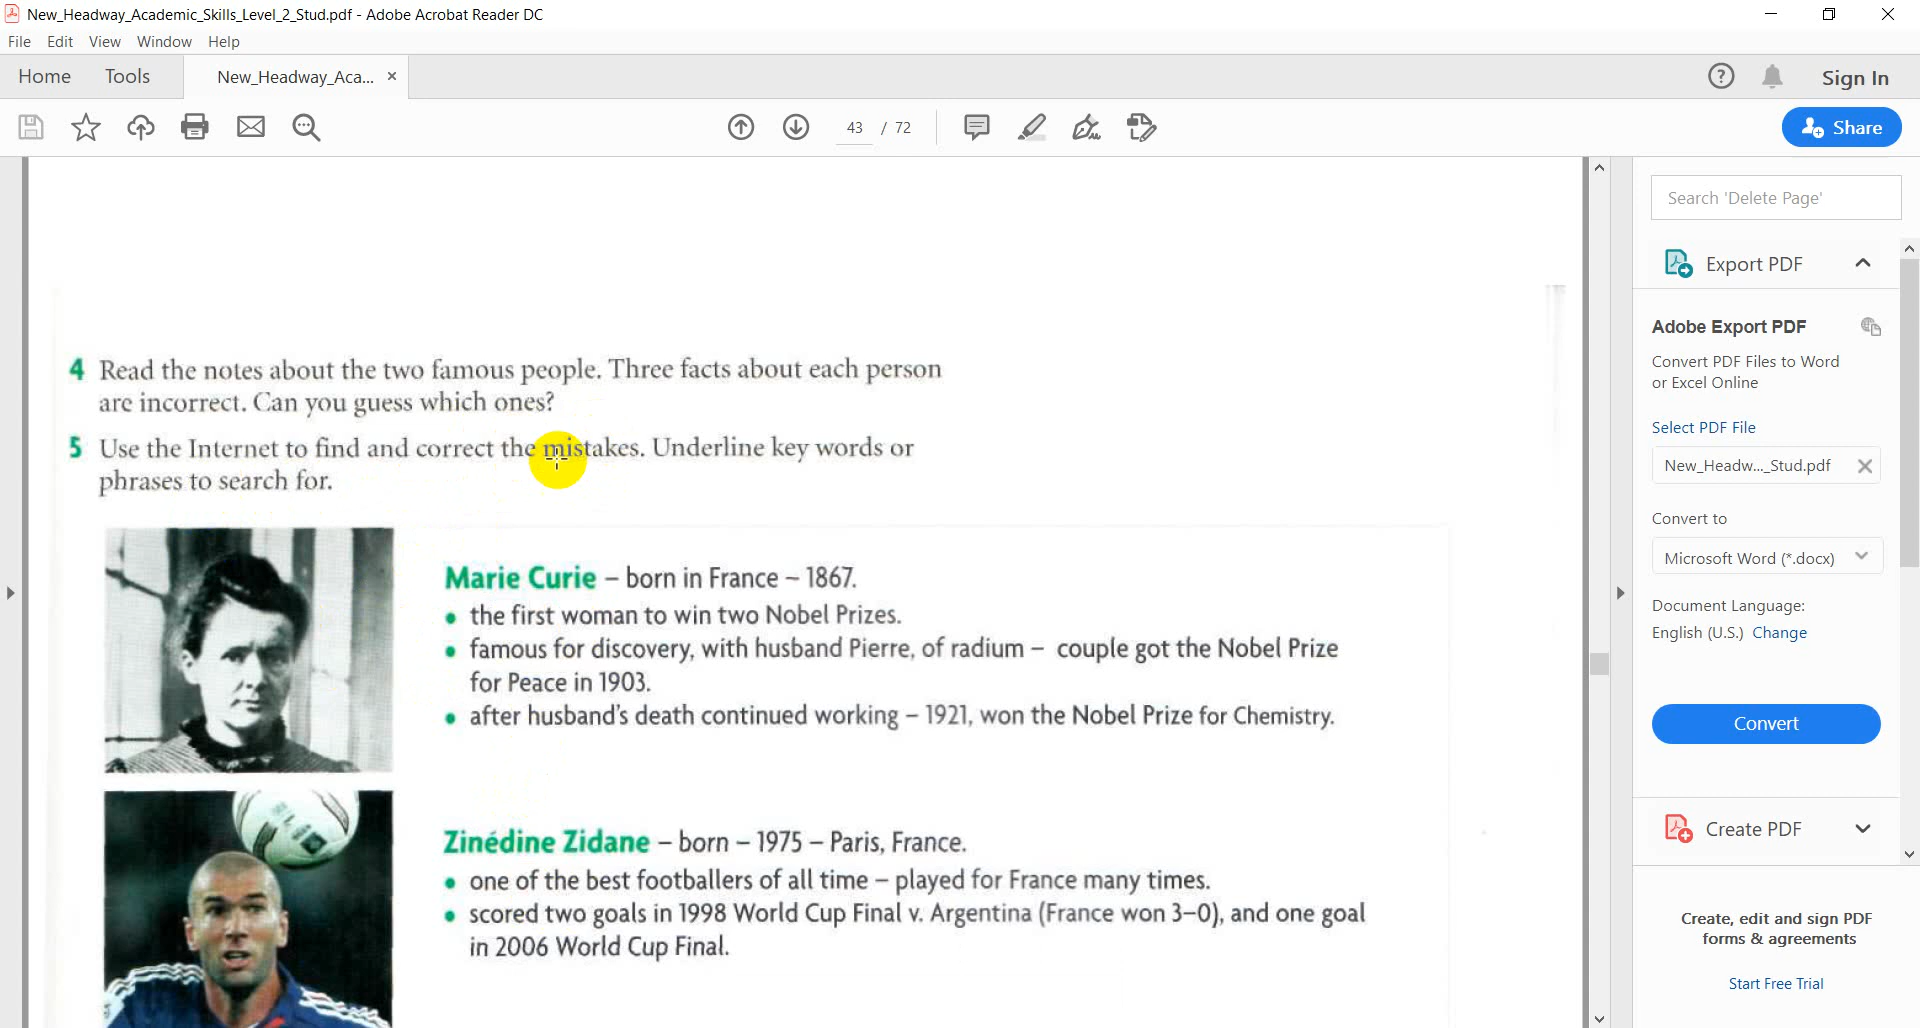 New_Headway_Academic_Skills_Level_2_Stud.pdf - Adobe Acrobat Reader DC
File Edit View Window Help
Home Tools New_Headway_Aca... × Sign In
43 / 72 Share
Search 'Delete Page'
Export PDF
Adobe Export PDF
Convert PDF Files to Word
or Excel Online
Select PDF File
New_Headw..._Stud.pdf
Convert to
Microsoft Word (*.docx)
Document Language:
English (U.S.) Change
Convert
Create PDF
Create, edit and sign PDF
forms & agreements
Start Free Trial
4 Read the notes about the two famous people. Three facts about each person
are incorrect. Can you guess which ones?
5 Use the Internet to find and correct the mistakes. Underline key words or
phrases to search for.
Marie Curie – born in France – 1867.
• the first woman to win two Nobel Prizes.
• famous for discovery, with husband Pierre, of radium – couple got the Nobel Prize
for Peace in 1903.
• after husband's death continued working – 1921, won the Nobel Prize for Chemistry.
Zinédine Zidane – born – 1975 – Paris, France.
• one of the best footballers of all time – played for France many times.
• scored two goals in 1998 World Cup Final v. Argentina (France won 3–0), and one goal
in 2006 World Cup Final.